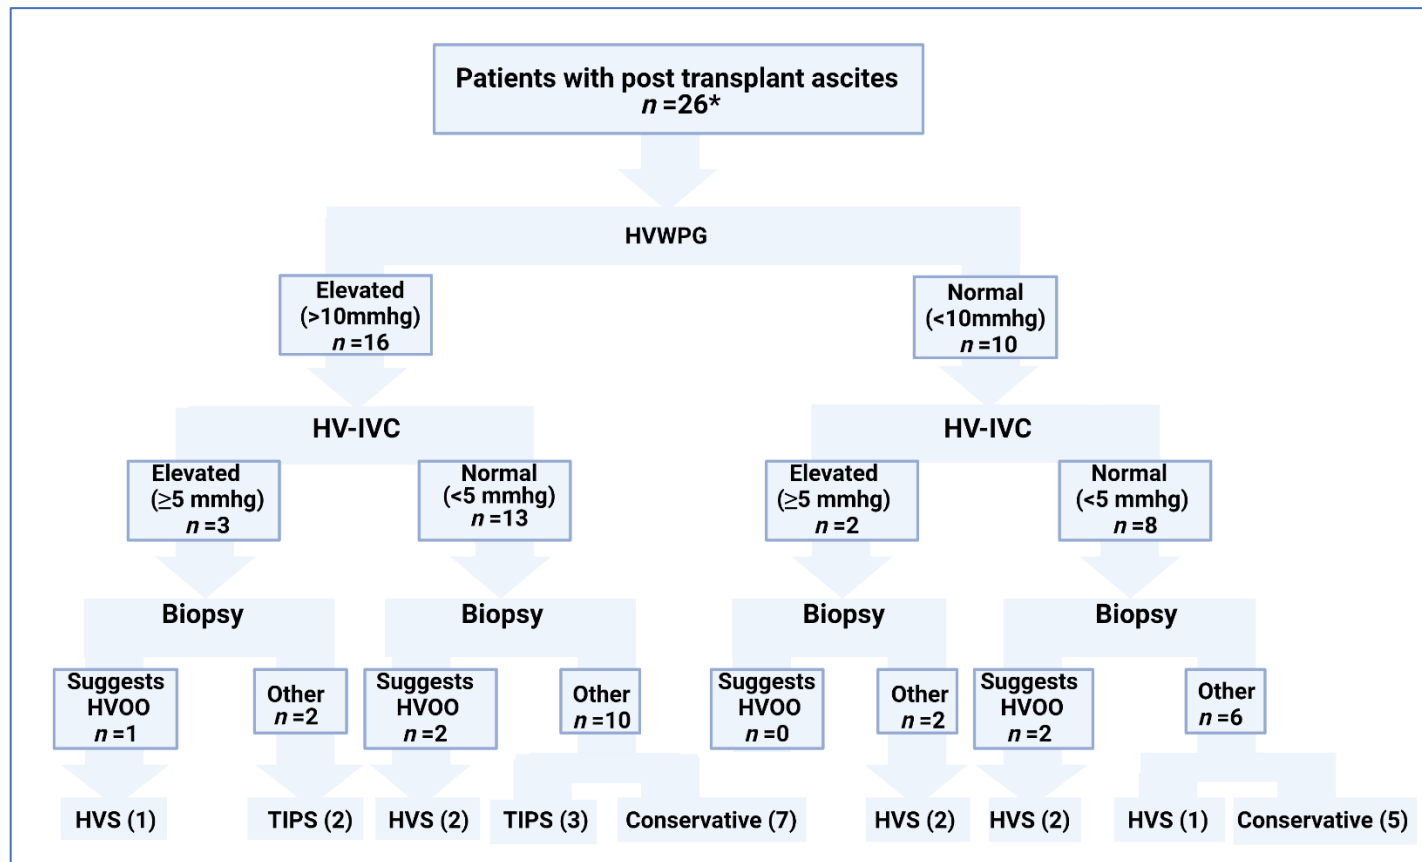 Patients with post transplant ascites
n =26*
HVWPG
Elevated
(>10mmhg)
n =16
Normal
(<10mmhg)
n =10
HV-IVC
HV-IVC
Elevated
(≥5 mmhg)
n =3
Normal
(<5 mmhg)
n =13
Elevated
(≥5 mmhg)
n =2
Normal
(<5 mmhg)
n =8
Biopsy
Biopsy
Biopsy
Biopsy
Suggests
HVOO
n =1
Other
n =2
Suggests
HVOO
n =2
Other
n =10
Suggests
HVOO
n =0
Other
n =2
Suggests
HVOO
n =2
Other
n =6
HVS (1)
TIPS (2)
HVS (2)
TIPS (3)
Conservative (7)
HVS (2)
HVS (2)
HVS (1)
Conservative (5)